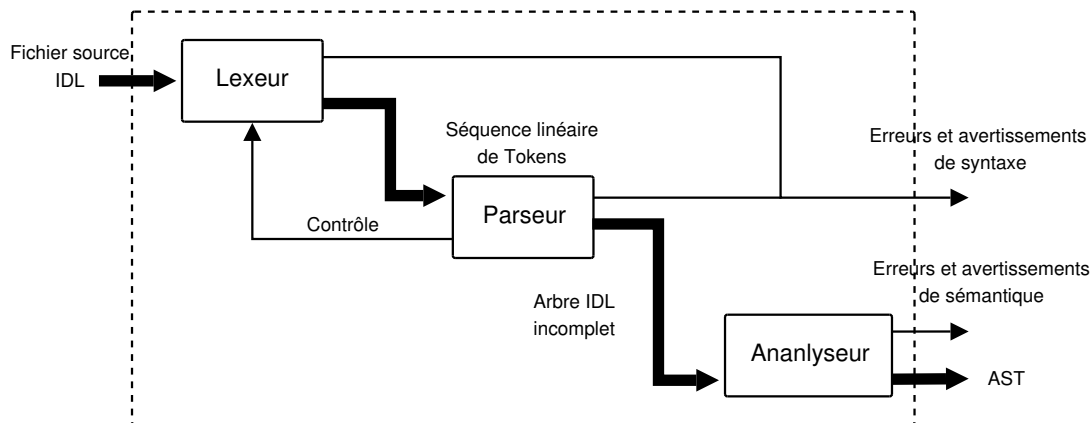 Fichier source
IDL
Lexeur
Séquence linéaire
de Tokens
Erreurs et avertissements
de syntaxe
Parseur
Contrôle
Erreurs et avertissements
de sémantique
Arbre IDL
incomplet
Ananlyseur
AST